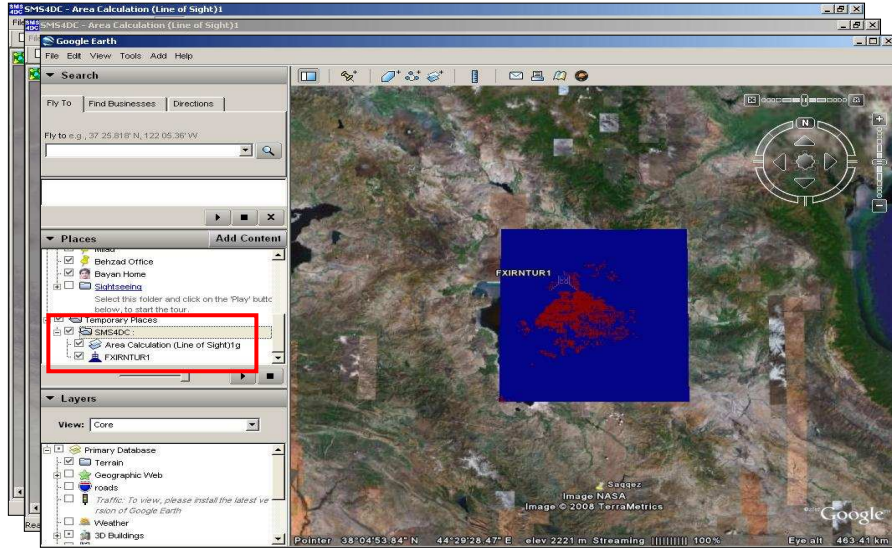 SMS4DC - Area Calculation (Line of Sight)1
SMS4DC - Area Calculation (Line of Sight)1
Google Earth
File Edit View Tools Add Help
Search
Fly To Find Businesses Directions
Fly to e.g., 37 25.818' N, 122 05.36' W
Places Add Content
Behzad Office
Bayan Home
Sightseeing
Select this folder and click on the 'Play' buttc
below, to start the tour.
Temporary Places
SMS4DC :
Area Calculation (Line of Sight)1g
FXIRNTUR1
Layers
View: Core
Primary Database
Terrain
Geographic Web
roads
Traffic: To view, please install the latest ve
rsion of Google Earth
Weather
3D Buildings
N
FXIRNTUR1
Saqqez
Image NASA
Image © 2008 TerraMetrics
Google
Pointer 38°04'53.84" N 44°29'28.47" E elev 2221 m Streaming |||||||||| 100% Eye alt 463.41 km